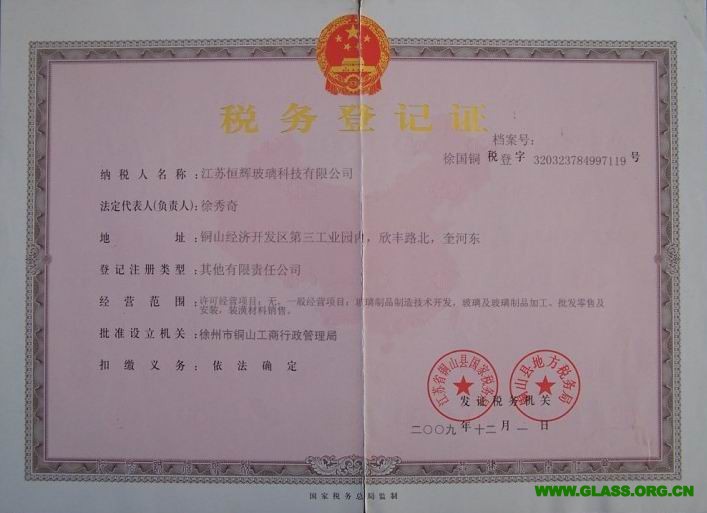 税务登记证
档案号：
徐国铜 税登字 320323784997119 号
纳税人名称：江苏恒辉玻璃科技有限公司
法定代表人(负责人)：徐秀奇
地 址：铜山经济开发区第三工业园内，欣丰路北，奎河东
登记注册类型：其他有限责任公司
经营范围：许可经营项目：无。一般经营项目：玻璃制品制造技术开发，玻璃及玻璃制品加工、批发零售及
安装，装潢材料销售。
批准设立机关：徐州市铜山工商行政管理局
扣缴义务：依法确定
江苏省铜山县国家税务局
铜山县地方税务局
发证税务机关
二〇〇九 年 十二 月 一 日
国家税务总局监制
WWW.GLASS.ORG.CN